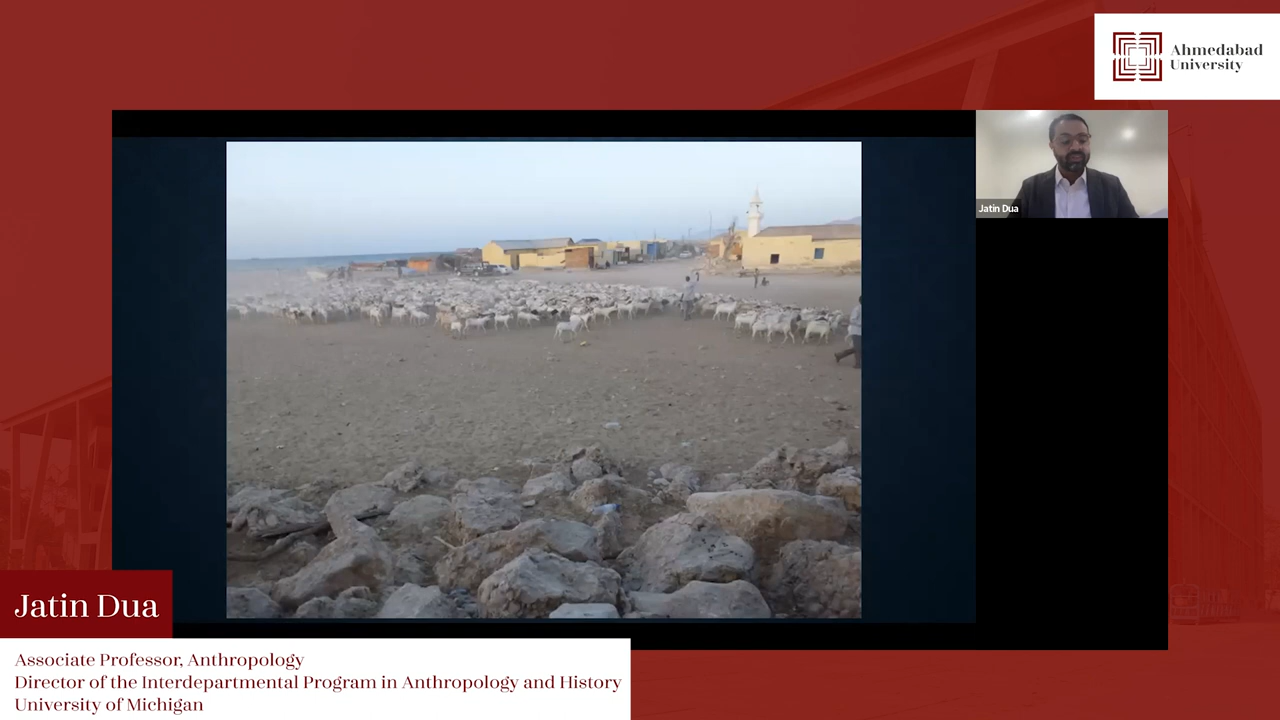 Ahmedabad
University
Jatin Dua
Jatin Dua
Associate Professor, Anthropology
Director of the Interdepartmental Program in Anthropology and History
University of Michigan